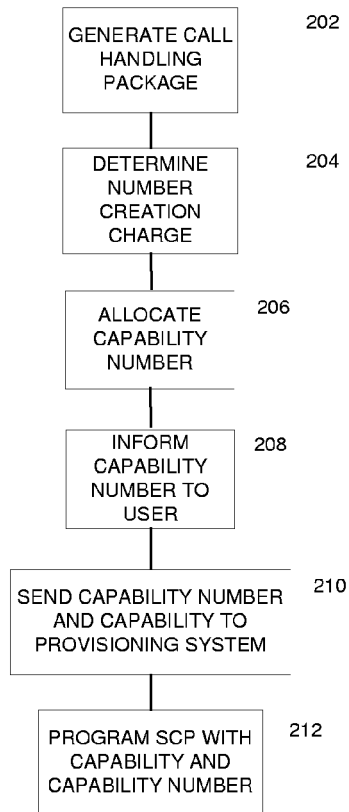 GENERATE CALL
HANDLING
PACKAGE
202
DETERMINE
NUMBER
CREATION
CHARGE
204
ALLOCATE
CAPABILITY
NUMBER
206
INFORM
CAPABILITY
NUMBER TO
USER
208
SEND CAPABILITY NUMBER
AND CAPABILITY TO
PROVISIONING SYSTEM
210
PROGRAM SCP WITH
CAPABILITY AND
CAPABILITY NUMBER
212